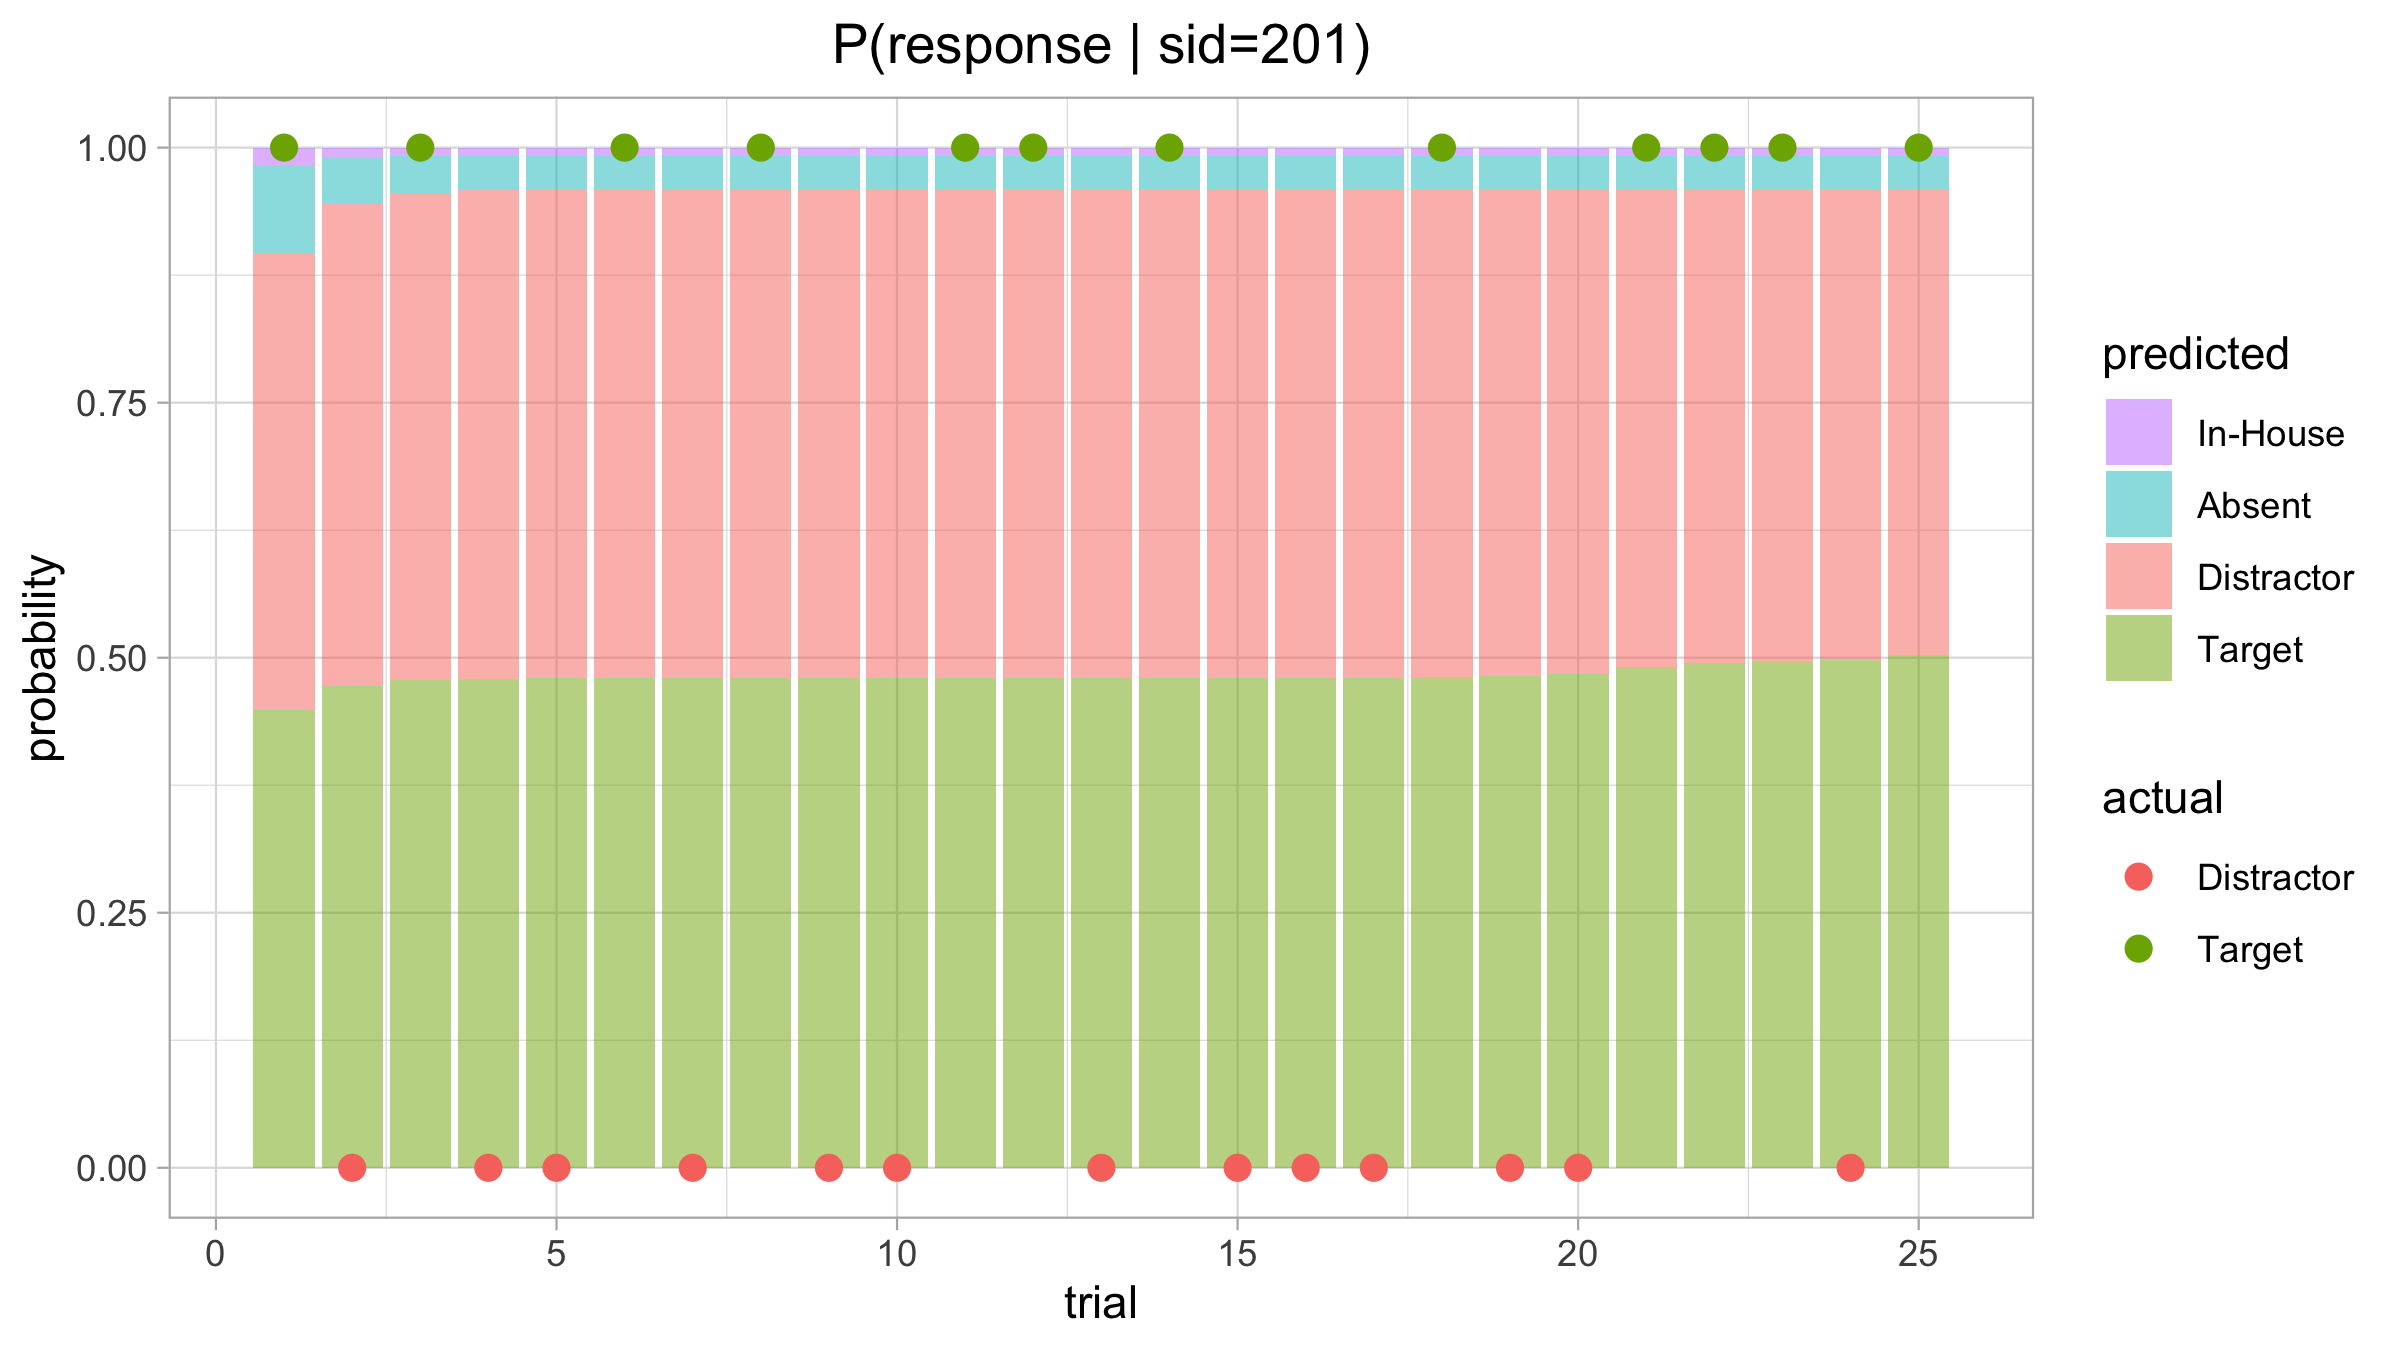 P(response | sid=201)
1.00
0.75
0.50
0.25
0.00
probability
0 5 10 15 20 25
trial
predicted
In-House
Absent
Distractor
Target
actual
Distractor
Target